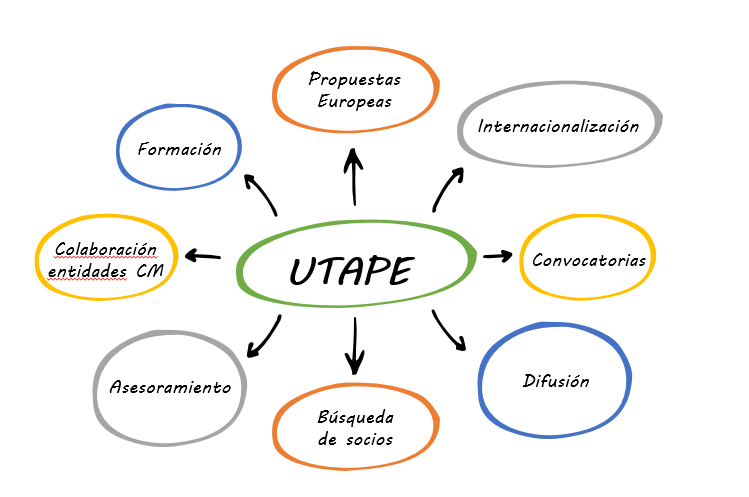 Propuestas
Europeas
Internacionalización
Formación
Colaboración
entidades CM
UTAPE
Convocatorias
Asesoramiento
Difusión
Búsqueda
de socios